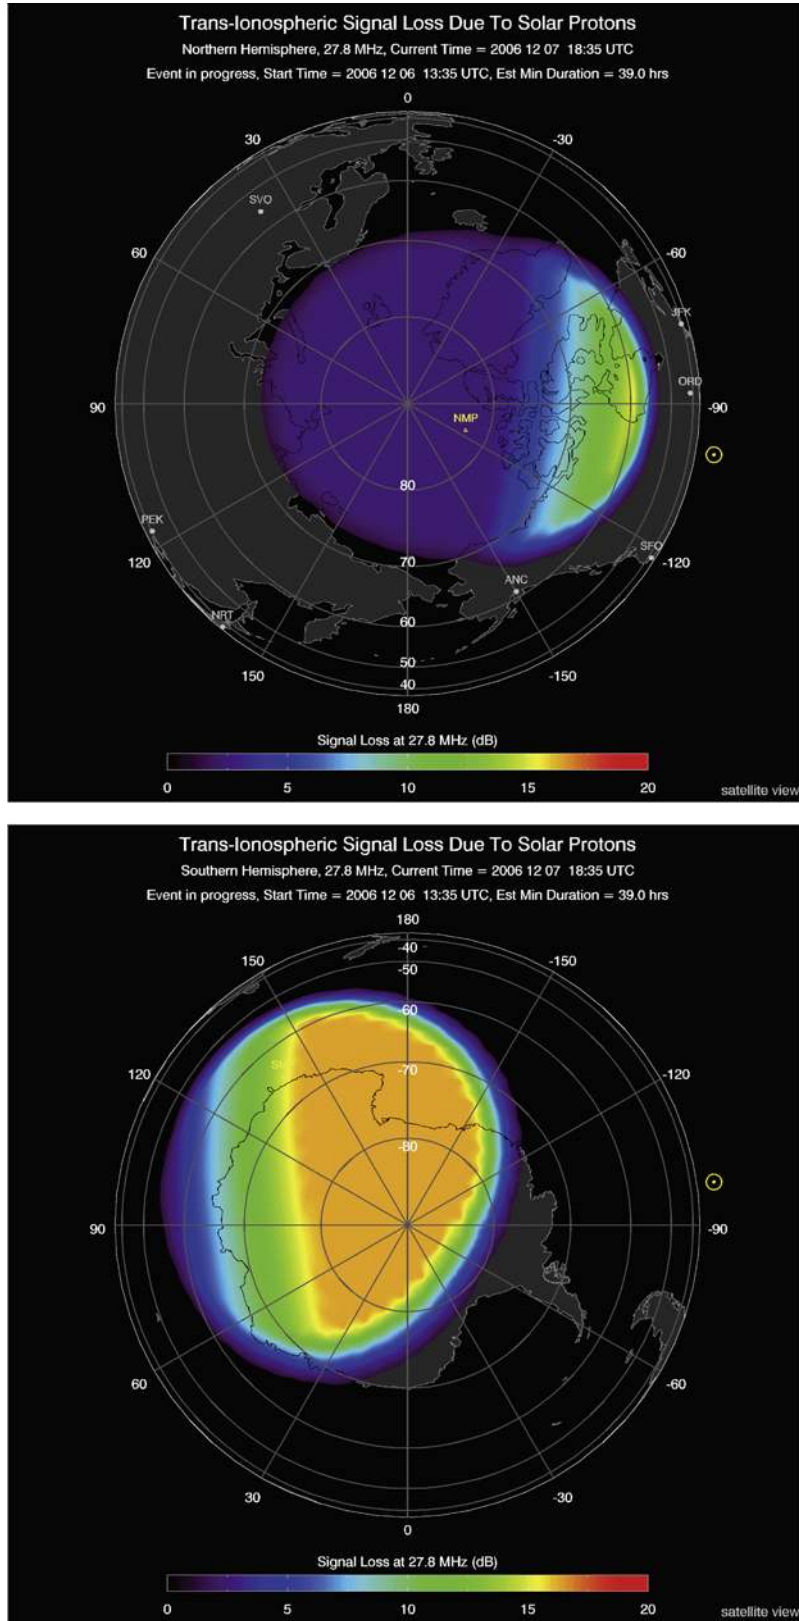 Trans-Ionospheric Signal Loss Due To Solar Protons
Northern Hemisphere, 27.8 MHz, Current Time = 2006 12 07 18:35 UTC
Event in progress, Start Time = 2006 12 06 13:35 UTC, Est Min Duration = 39.0 hrs
0
30
-30
SVO
60
-60
JFK
ORD
90
-90
NMP
80
PEK
120
SFO
-120
70
ANC
NRT
60
150
-150
50
40
180
Signal Loss at 27.8 MHz (dB)
0 5 10 15 20
satellite view
Trans-Ionospheric Signal Loss Due To Solar Protons
Southern Hemisphere, 27.8 MHz, Current Time = 2006 12 07 18:35 UTC
Event in progress, Start Time = 2006 12 06 13:35 UTC, Est Min Duration = 39.0 hrs
180
-40
150
-150
-50
-60
-70
120
-120
-80
90
-90
60
-60
30
-30
0
Signal Loss at 27.8 MHz (dB)
0 5 10 15 20
satellite view